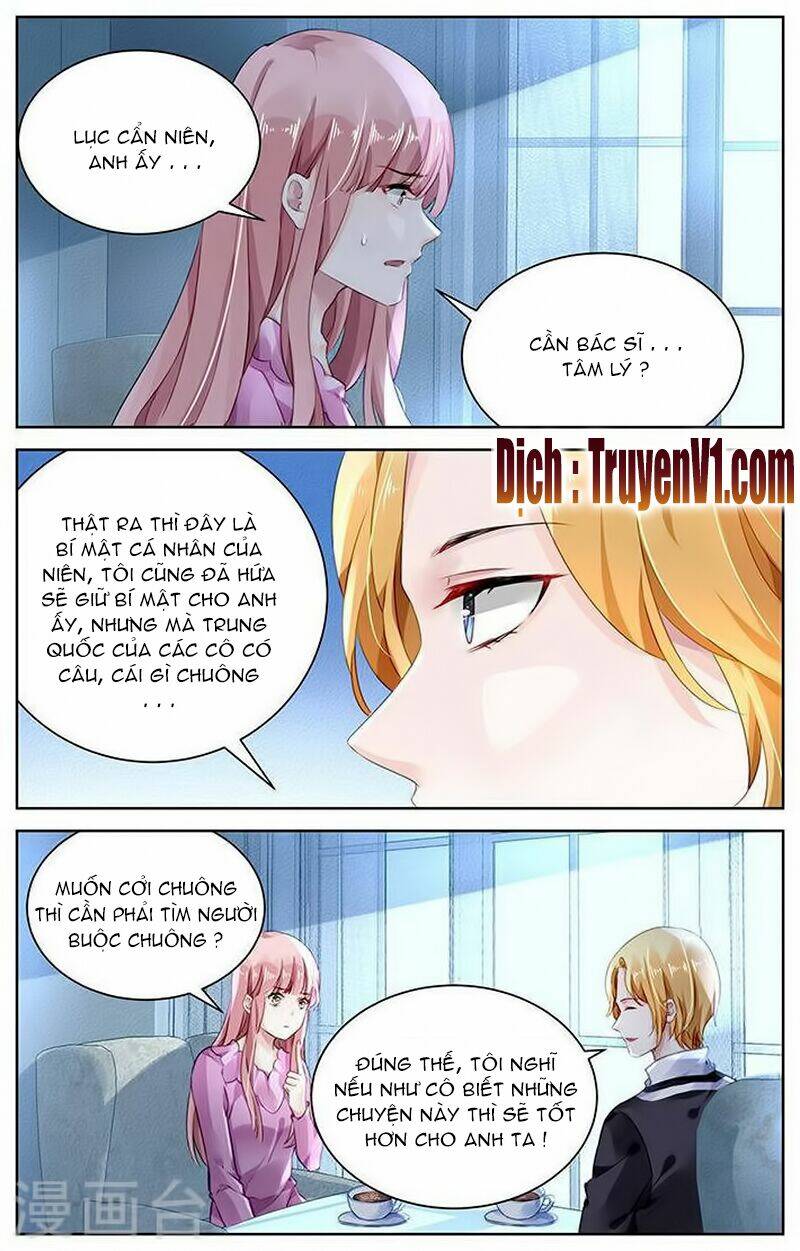 LỤC CẨN NIÊN,
ANH ẤY . . .
CẦN BÁC SĨ . . .
TÂM LÝ ?
Dịch : TruyenV1.com
THẬT RA THÌ ĐÂY LÀ
BÍ MẬT CÁ NHÂN CỦA
NIÊN, TÔI CŨNG ĐÃ HỨA
SẼ GIỮ BÍ MẬT CHO ANH
ẤY, NHƯNG MÀ TRUNG
QUỐC CỦA CÁC CÔ CÓ
CÂU, CÁI GÌ CHUÔNG
. . .
MUỐN CỞI CHUÔNG
THÌ CẦN PHẢI TÌM NGƯỜI
BUỘC CHUÔNG ?
ĐÚNG THẾ, TÔI NGHĨ
NẾU NHƯ CÔ BIẾT NHỮNG
CHUYỆN NÀY THÌ SẼ TỐT
HƠN CHO ANH TA !
漫画台